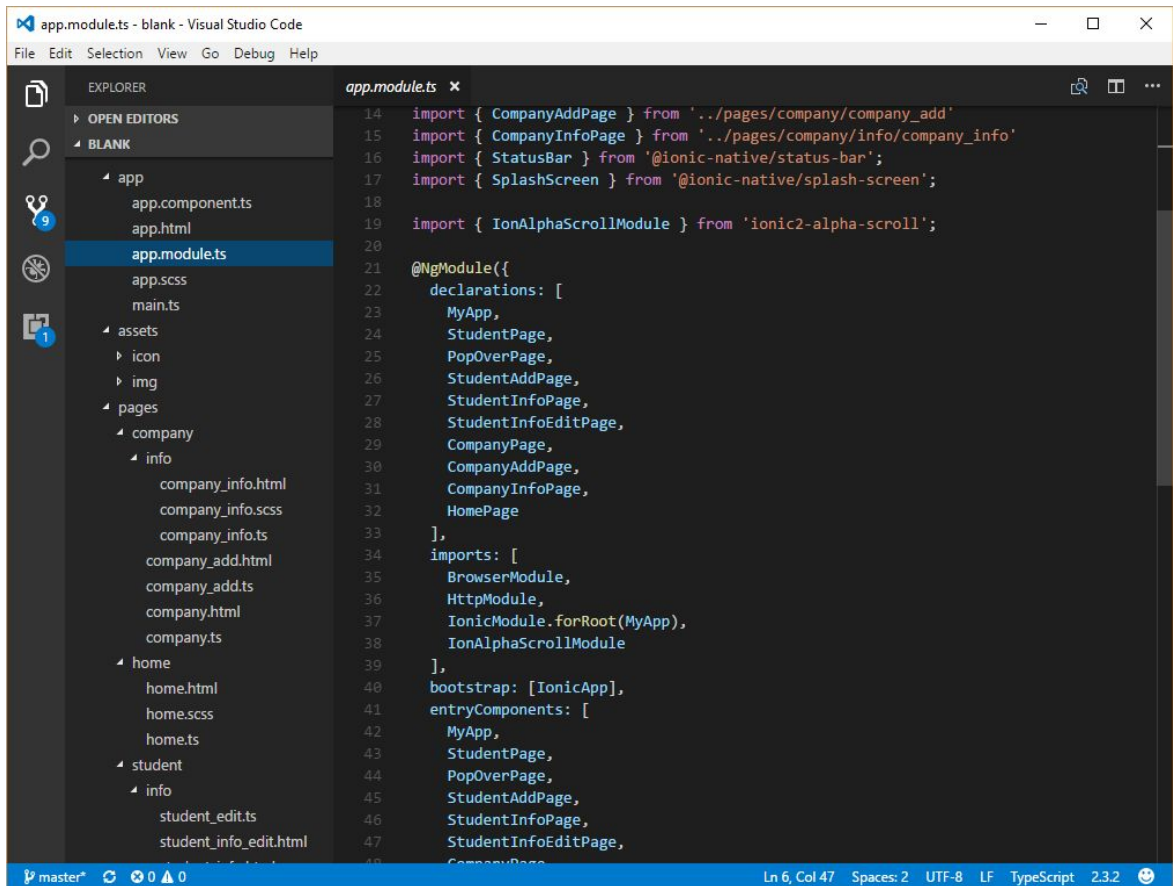 app.module.ts - blank - Visual Studio Code
File Edit Selection View Go Debug Help
EXPLORER
OPEN EDITORS
BLANK
app
app.component.ts
app.html
app.module.ts
app.scss
main.ts
assets
icon
img
pages
company
info
company_info.html
company_info.scss
company_info.ts
company_add.html
company_add.ts
company.html
company.ts
home
home.html
home.scss
home.ts
student
info
student_edit.ts
student_info_edit.html
9
1
app.module.ts
14 import { CompanyAddPage } from '../pages/company/company_add'
15 import { CompanyInfoPage } from '../pages/company/info/company_info'
16 import { StatusBar } from '@ionic-native/status-bar';
17 import { SplashScreen } from '@ionic-native/splash-screen';
18
19 import { IonAlphaScrollModule } from 'ionic2-alpha-scroll';
20
21 @NgModule({
22 declarations: [
23 MyApp,
24 StudentPage,
25 PopOverPage,
26 StudentAddPage,
27 StudentInfoPage,
28 StudentInfoEditPage,
29 CompanyPage,
30 CompanyAddPage,
31 CompanyInfoPage,
32 HomePage
33 ],
34 imports: [
35 BrowserModule,
36 HttpModule,
37 IonicModule.forRoot(MyApp),
38 IonAlphaScrollModule
39 ],
40 bootstrap: [IonicApp],
41 entryComponents: [
42 MyApp,
43 StudentPage,
44 PopOverPage,
45 StudentAddPage,
46 StudentInfoPage,
47 StudentInfoEditPage,
master* 0 0 Ln 6, Col 47 Spaces: 2 UTF-8 LF TypeScript 2.3.2